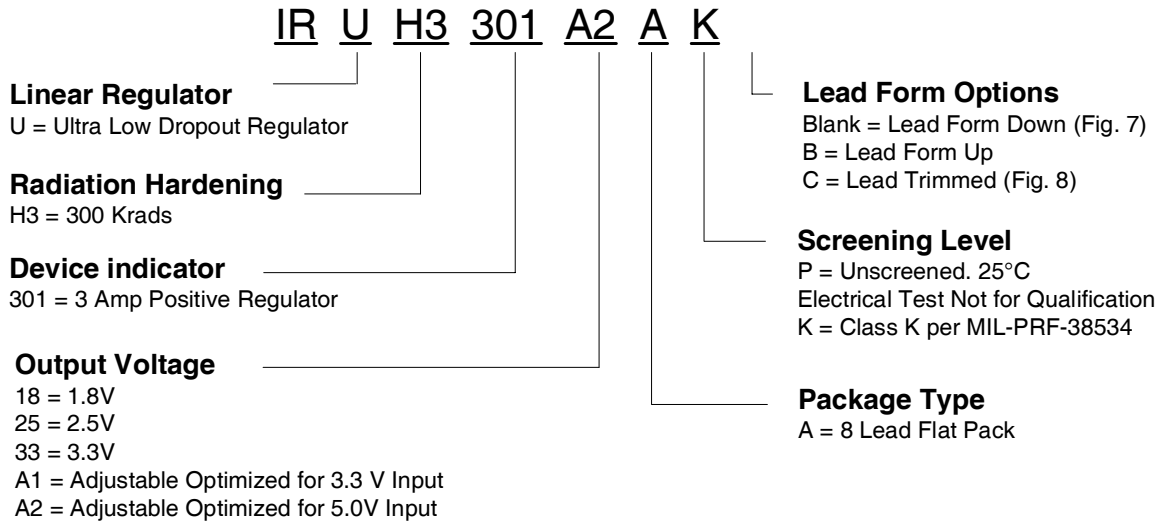 IR U H3 301 A2 A K
Linear Regulator
U = Ultra Low Dropout Regulator
Radiation Hardening
H3 = 300 Krads
Device indicator
301 = 3 Amp Positive Regulator
Output Voltage
18 = 1.8V
25 = 2.5V
33 = 3.3V
A1 = Adjustable Optimized for 3.3 V Input
A2 = Adjustable Optimized for 5.0V Input
Lead Form Options
Blank = Lead Form Down (Fig. 7)
B = Lead Form Up
C = Lead Trimmed (Fig. 8)
Screening Level
P = Unscreened. 25°C
Electrical Test Not for Qualification
K = Class K per MIL-PRF-38534
Package Type
A = 8 Lead Flat Pack